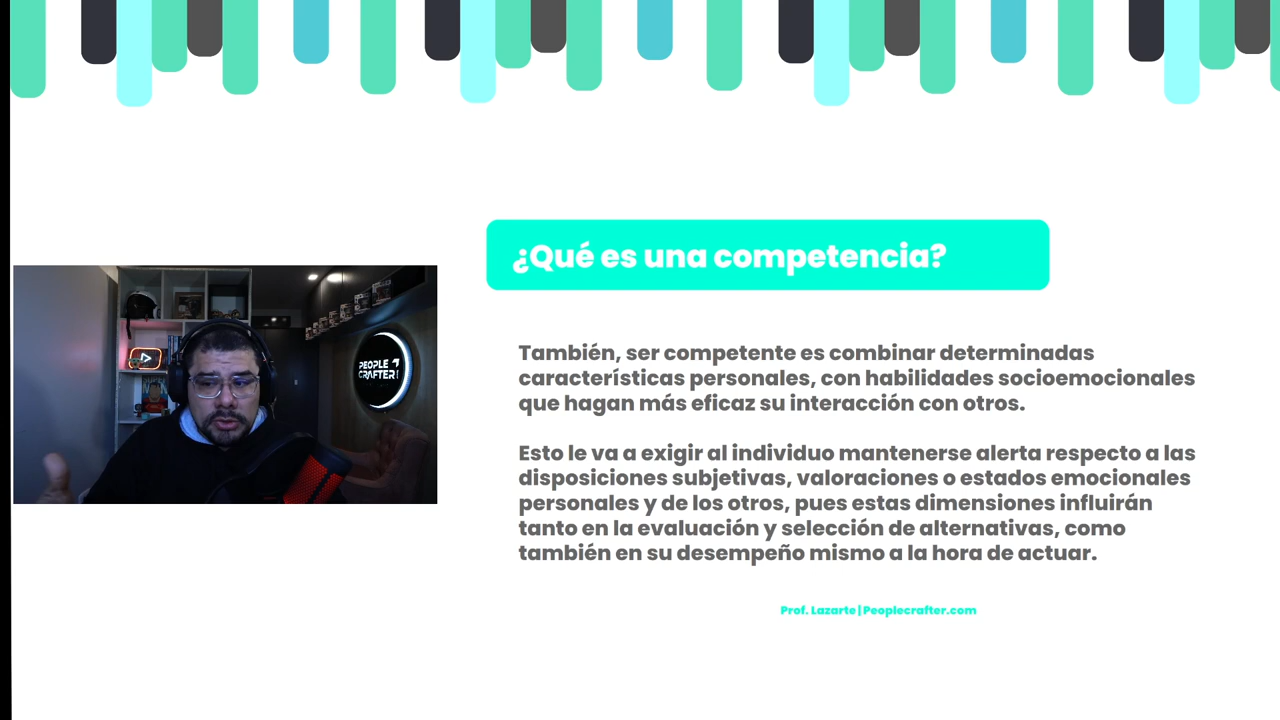 ¿Qué es una competencia?
También, ser competente es combinar determinadas
características personales, con habilidades socioemocionales
que hagan más eficaz su interacción con otros.
Esto le va a exigir al individuo mantenerse alerta respecto a las
disposiciones subjetivas, valoraciones o estados emocionales
personales y de los otros, pues estas dimensiones influirán
tanto en la evaluación y selección de alternativas, como
también en su desempeño mismo a la hora de actuar.
Prof. Lazarte|Peoplecrafter.com
PEOPLE
CRAFTER!